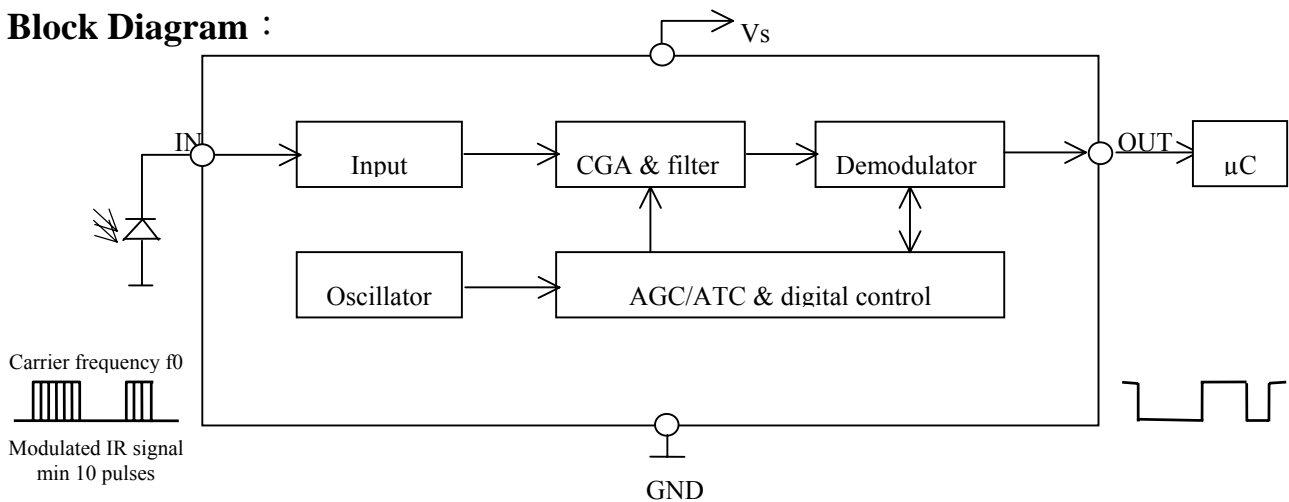 Block Diagram：
Vs
IN
Input
CGA & filter
Demodulator
OUT
µC
Oscillator
AGC/ATC & digital control
Carrier frequency f0
Modulated IR signal
min 10 pulses
GND